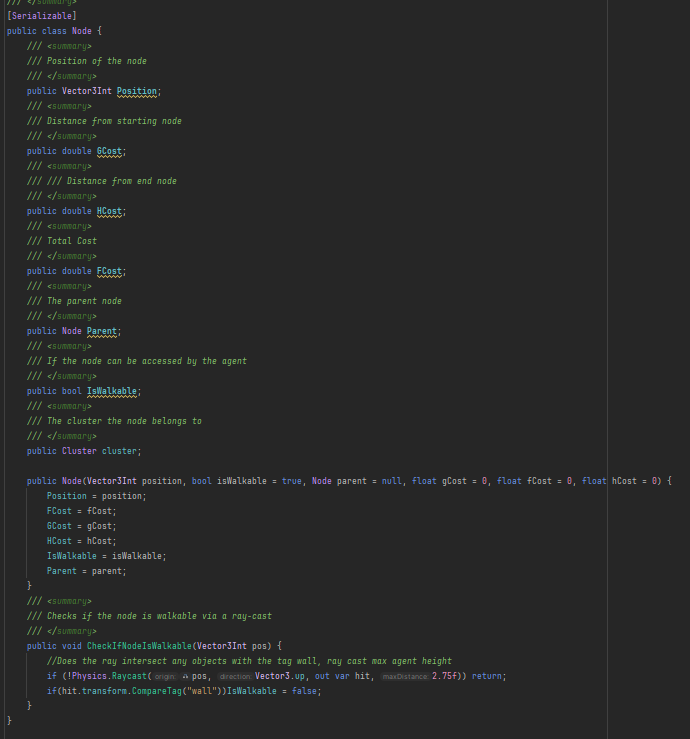 /// </summary>
[Serializable]
public class Node {
/// <summary>
/// Position of the node
/// </summary>
public Vector3Int Position;
/// <summary>
/// Distance from starting node
/// </summary>
public double GCost;
/// <summary>
/// /// Distance from end node
/// </summary>
public double HCost;
/// <summary>
/// Total Cost
/// </summary>
public double FCost;
/// <summary>
/// The parent node
/// </summary>
public Node Parent;
/// <summary>
/// If the node can be accessed by the agent
/// </summary>
public bool IsWalkable;
/// <summary>
/// The cluster the node belongs to
/// </summary>
public Cluster cluster;
public Node(Vector3Int position, bool isWalkable = true, Node parent = null, float gCost = 0, float fCost = 0, float hCost = 0) {
Position = position;
FCost = fCost;
GCost = gCost;
HCost = hCost;
IsWalkable = isWalkable;
Parent = parent;
}
/// <summary>
/// Checks if the node is walkable via a ray-cast
/// </summary>
public void CheckIfNodeIsWalkable(Vector3Int pos) {
//Does the ray intersect any objects with the tag wall, ray cast max agent height
if (!Physics.Raycast( origin: pos, direction: Vector3.up, out var hit, maxDistance: 2.75f)) return;
if(hit.transform.CompareTag("wall"))IsWalkable = false;
}
}